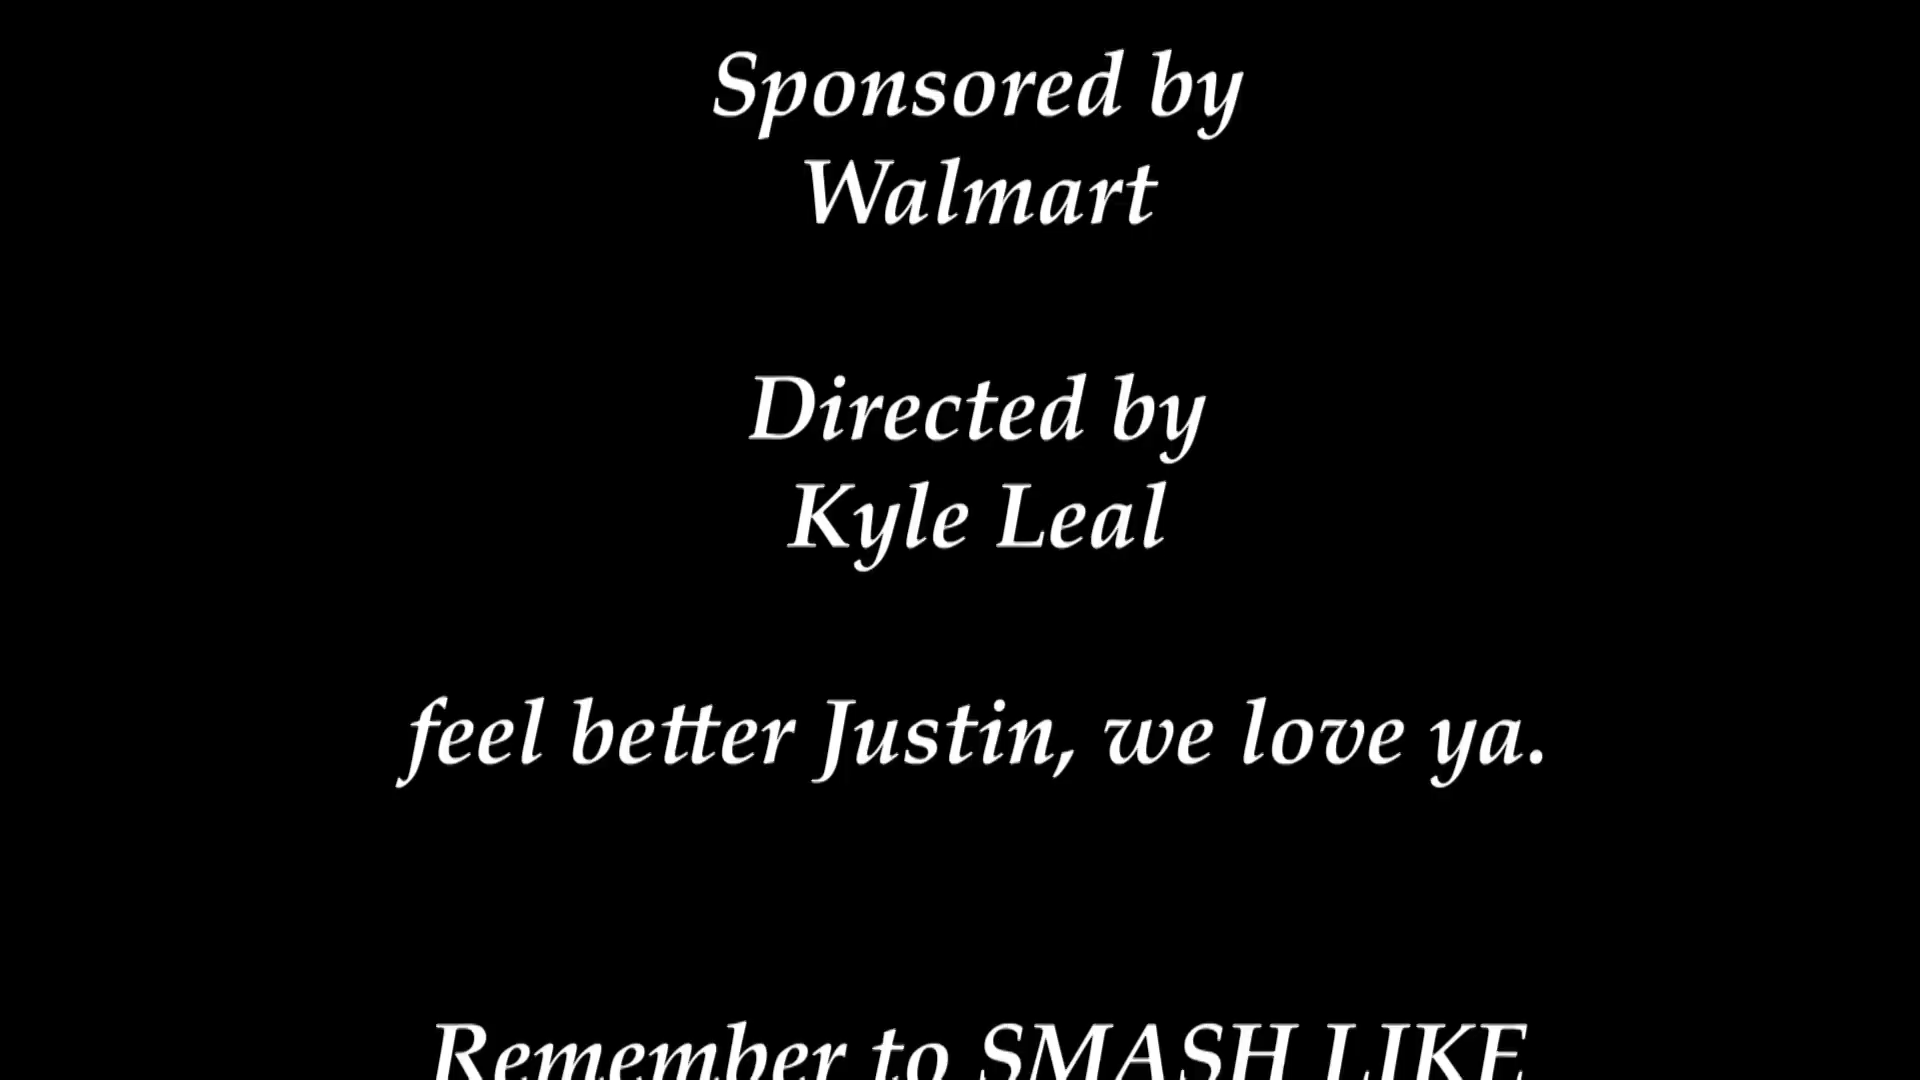 Sponsored by
Walmart
Directed by
Kyle Leal
feel better Justin, we love ya.
Remember to SMASH LIKE